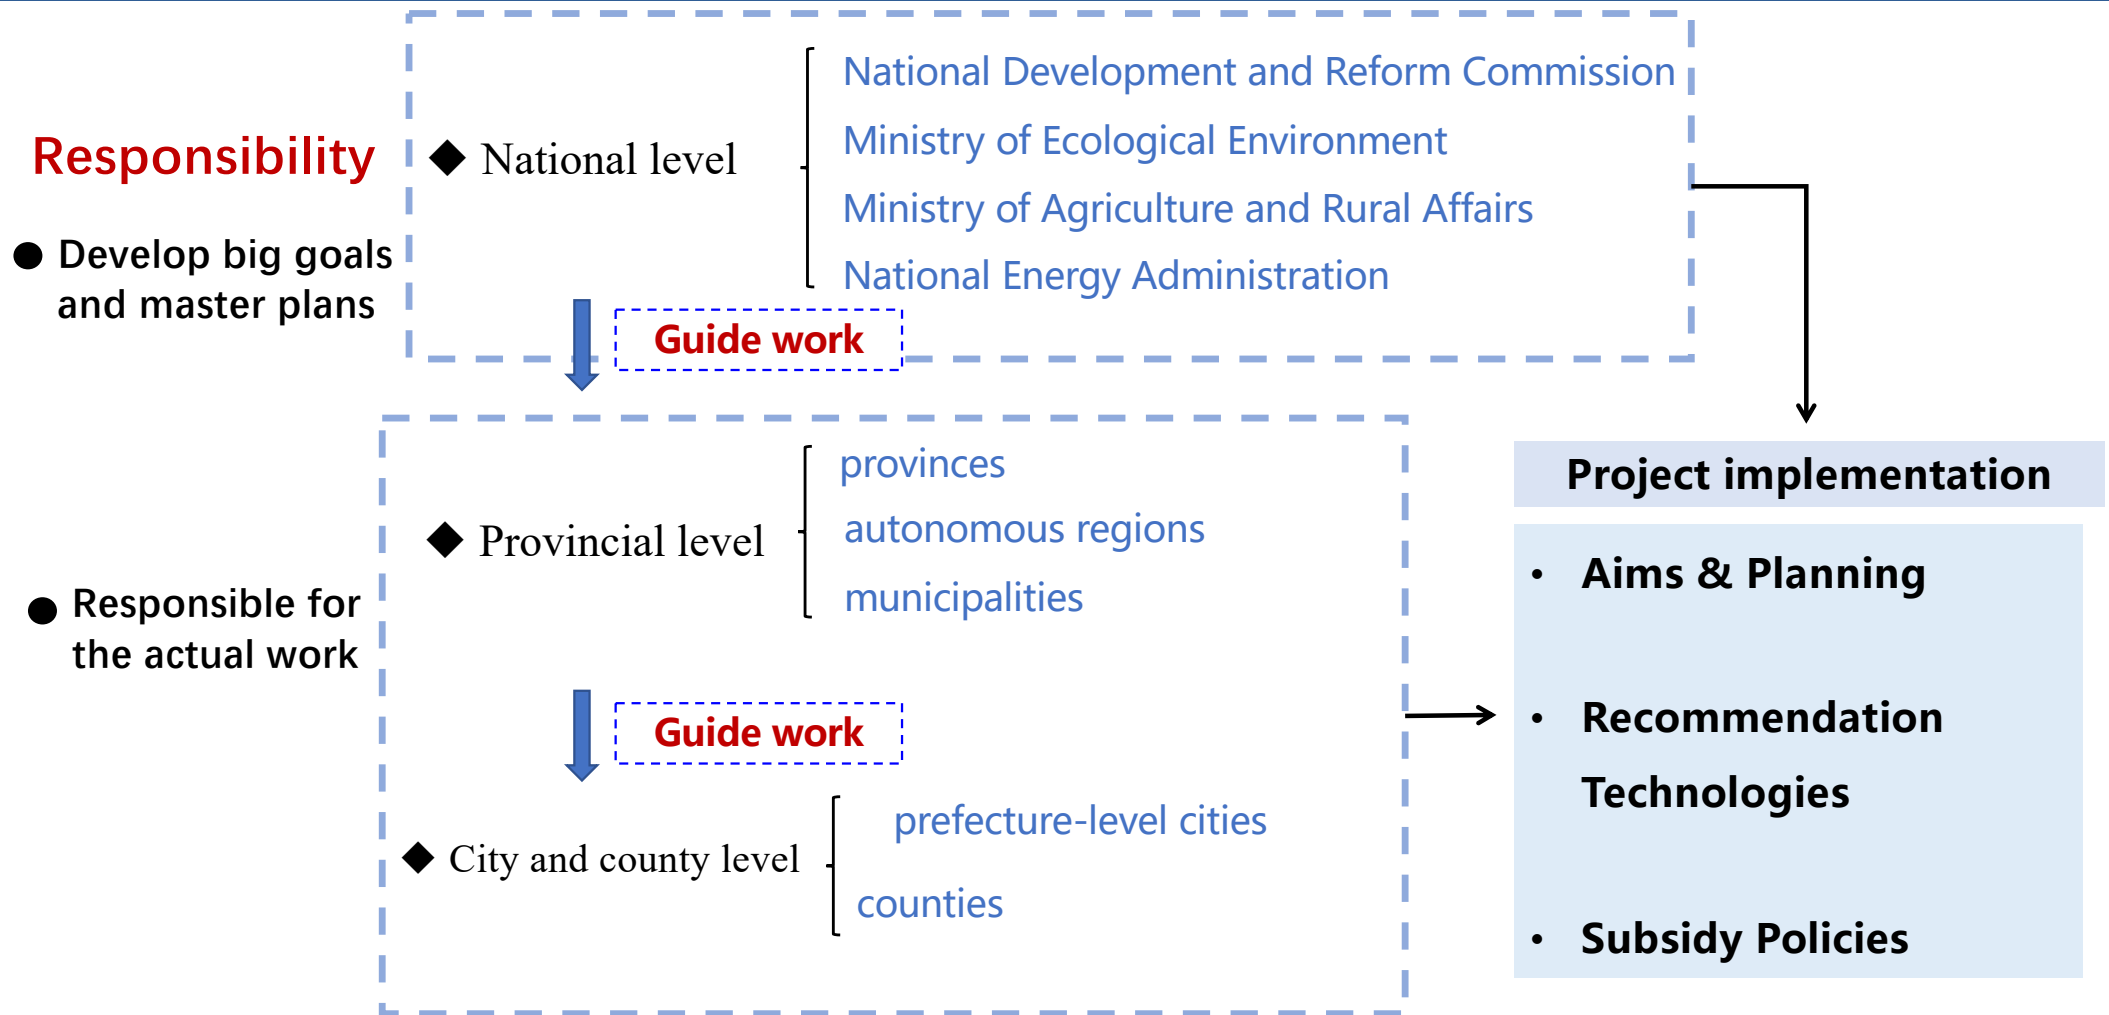 Responsibility
● Develop big goals
and master plans
◆ National level
National Development and Reform Commission
Ministry of Ecological Environment
Ministry of Agriculture and Rural Affairs
National Energy Administration
Guide work
● Responsible for
the actual work
◆ Provincial level
provinces
autonomous regions
municipalities
Guide work
◆ City and county level
prefecture-level cities
counties
Project implementation
• Aims & Planning
• Recommendation
Technologies
• Subsidy Policies